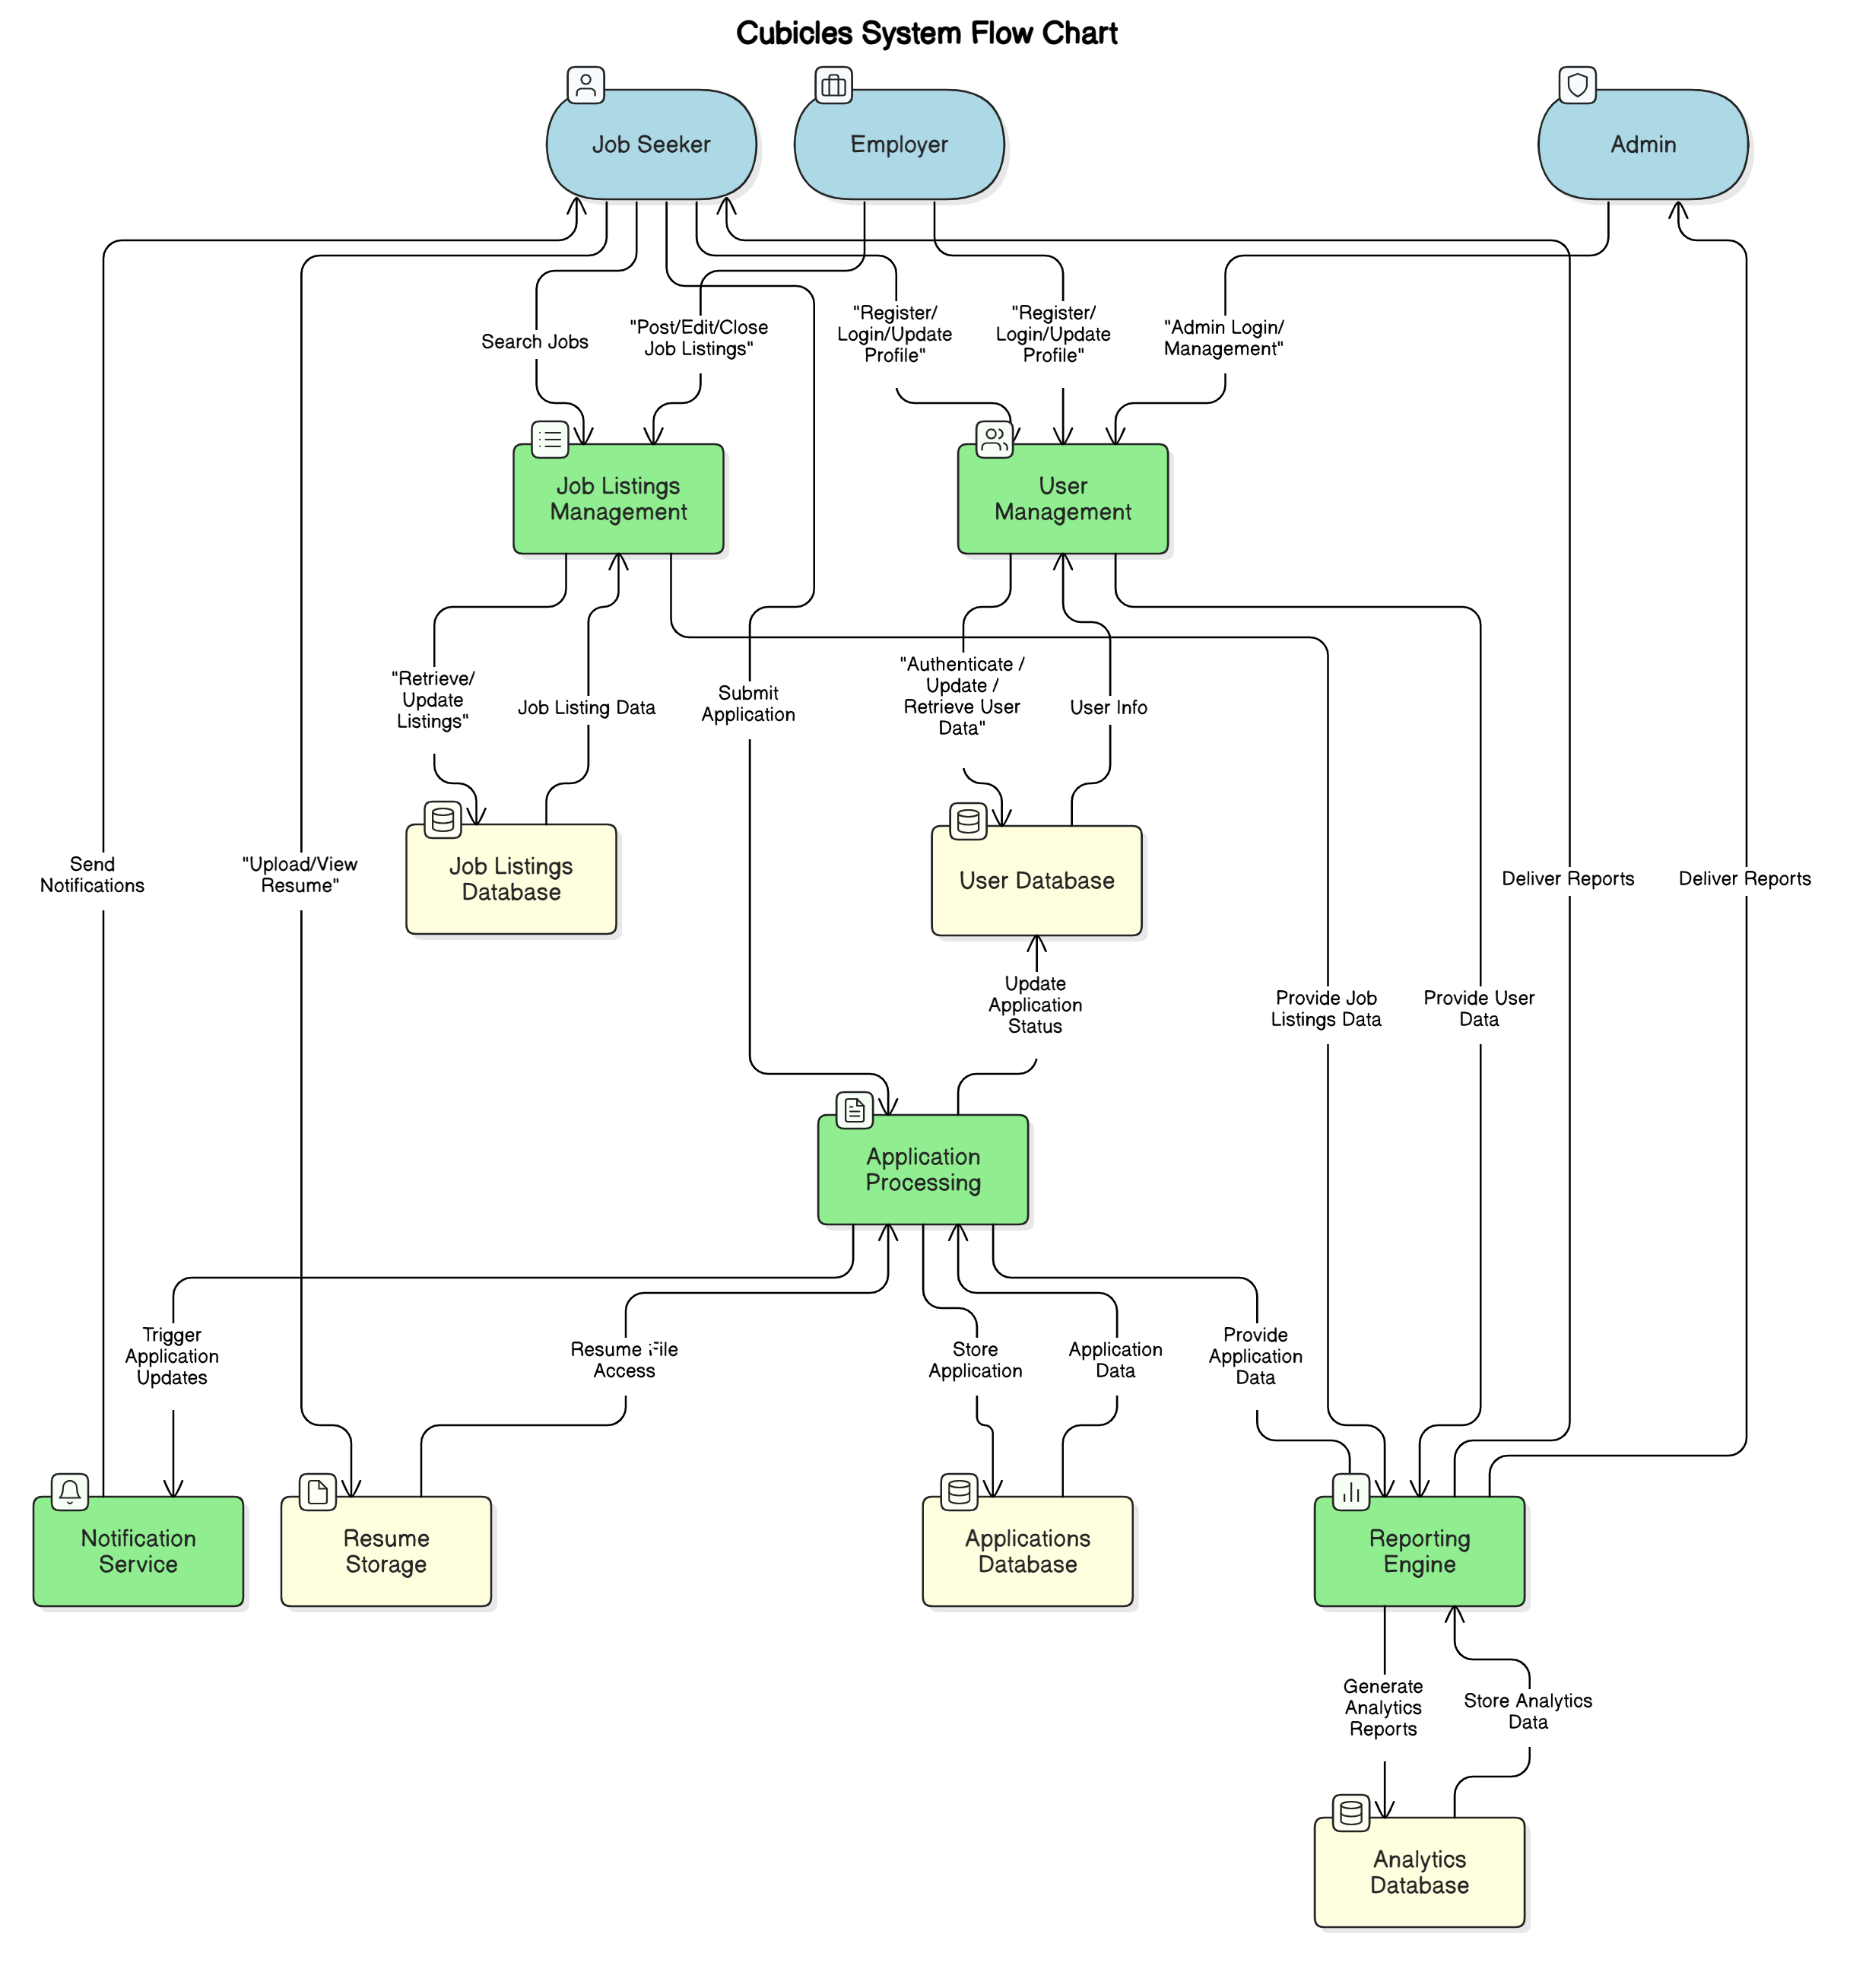 Cubicles System Flow Chart
Job Seeker
Employer
Admin
Search Jobs
"Post/Edit/Close
Job Listings"
"Register/
Login/Update
Profile"
"Register/
Login/Update
Profile"
"Admin Login/
Management"
Job Listings
Management
User
Management
"Retrieve/
Update
Listings"
Job Listing Data
Submit
Application
"Authenticate /
Update /
Retrieve User
Data"
User Info
Send
Notifications
"Upload/View
Resume"
Job Listings
Database
User Database
Deliver Reports
Deliver Reports
Update
Application
Status
Provide Job
Listings Data
Provide User
Data
Application
Processing
Trigger
Application
Updates
Resume File
Access
Store
Application
Application
Data
Provide
Application
Data
Notification
Service
Resume
Storage
Applications
Database
Reporting
Engine
Generate
Analytics
Reports
Store Analytics
Data
Analytics
Database